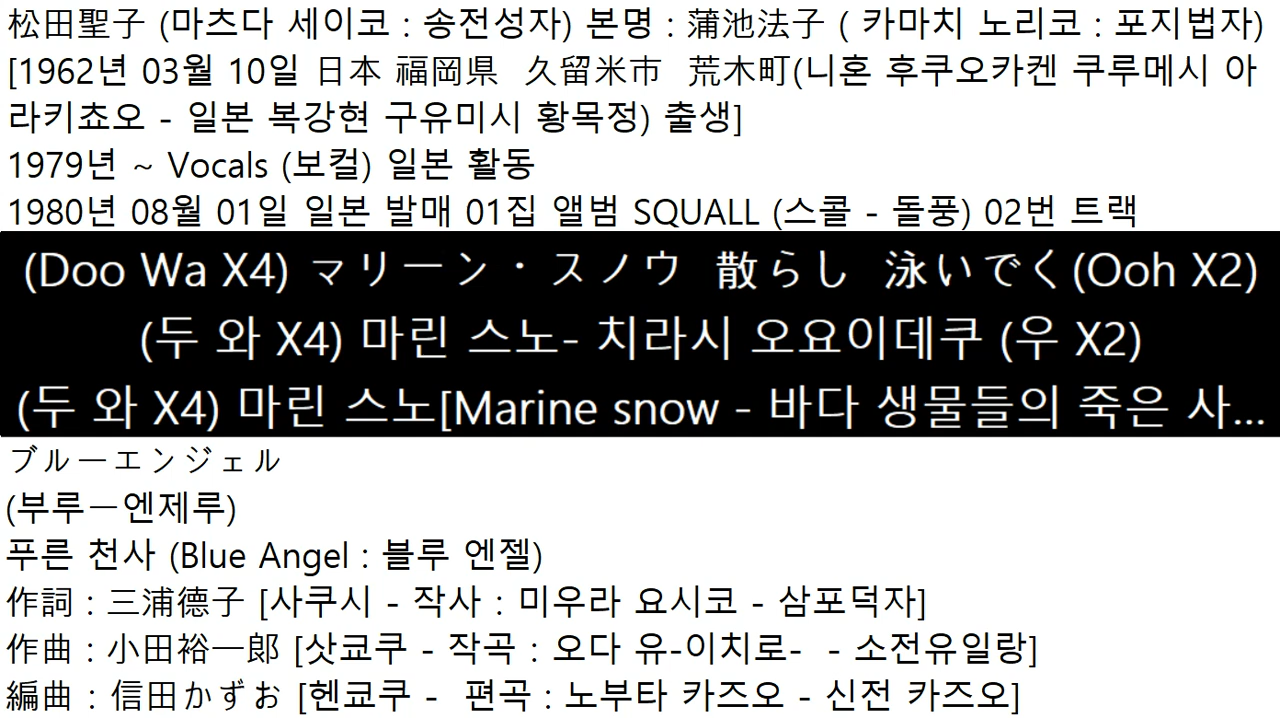 松田聖子 (마츠다 세이코 : 송전성자) 본명 : 蒲池法子 ( 카마치 노리코 : 포지법자)
[1962년 03월 10일 日本 福岡県 久留米市 荒木町(니혼 후쿠오카켄 쿠루메시 아
라키쵸오 - 일본 복강현 구유미시 황목정) 출생]
1979년 ~ Vocals (보컬) 일본 활동
1980년 08월 01일 일본 발매 01집 앨범 SQUALL (스콜 - 돌풍) 02번 트랙
(Doo Wa X4) マリーン・スノウ 散らし 泳いでく(Ooh X2)
(두 와 X4) 마린 스노- 치라시 오요이데쿠 (우 X2)
(두 와 X4) 마린 스노[Marine snow - 바다 생물들의 죽은 사...
ブルーエンジェル
(부루ー엔제루)
푸른 천사 (Blue Angel : 블루 엔젤)
作詞 : 三浦德子 [사쿠시 - 작사 : 미우라 요시코 - 삼포덕자]
作曲 : 小田裕一郞 [삿쿄쿠 - 작곡 : 오다 유-이치로- - 소전유일랑]
編曲 : 信田かずお [헨쿄쿠 - 편곡 : 노부타 카즈오 - 신전 카즈오]